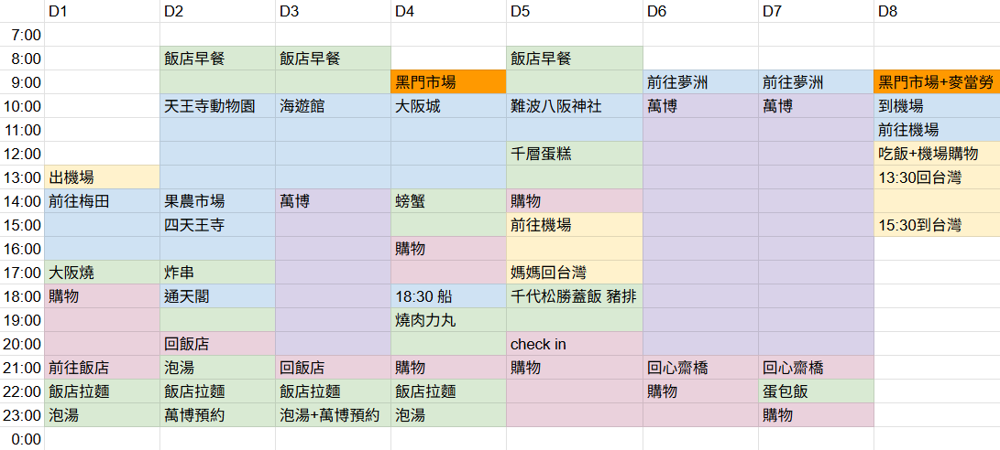 D1 D2 D3 D4 D5 D6 D7 D8
7:00
8:00 飯店早餐 飯店早餐 飯店早餐
9:00 黑門市場 前往夢洲 前往夢洲 黑門市場+麥當勞
10:00 天王寺動物園 海遊館 大阪城 難波八阪神社 萬博 萬博 到機場
11:00 前往機場
12:00 千層蛋糕 吃飯+機場購物
13:00 出機場 13:30回台灣
14:00 前往梅田 果農市場 萬博 螃蟹 購物
15:00 四天王寺 前往機場 15:30到台灣
16:00 購物
17:00 大阪燒 炸串 媽媽回台灣
18:00 購物 通天閣 18:30 船 千代松勝蓋飯 豬排
19:00 燒肉力丸
20:00 回飯店 check in
21:00 前往飯店 泡湯 回飯店 購物 購物 回心齋橋 回心齋橋
22:00 飯店拉麵 飯店拉麵 飯店拉麵 飯店拉麵 購物 蛋包飯
23:00 泡湯 萬博預約 泡湯+萬博預約 泡湯 購物
0:00